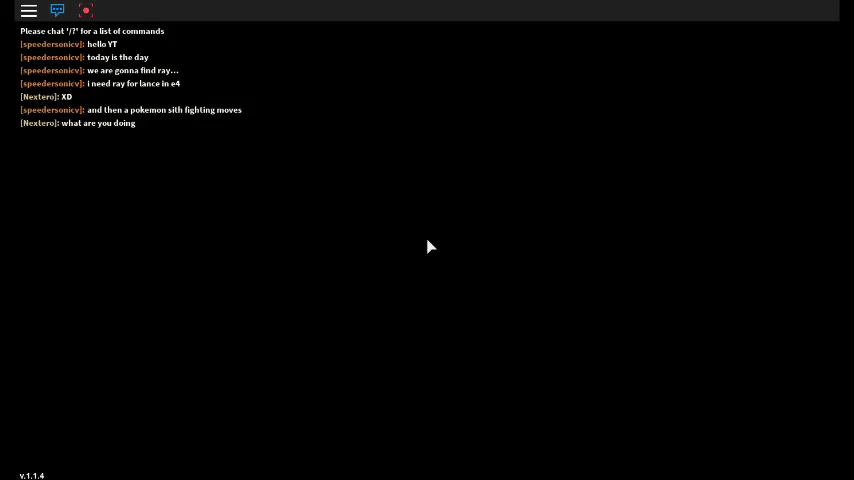 Please chat '/?' for a list of commands
[speedersonicv]: hello YT
[speedersonicv]: today is the day
[speedersonicv]: we are gonna find ray...
[speedersonicv]: i need ray for lance in e4
[Nextero]: XD
[speedersonicv]: and then a pokemon sith fighting moves
[Nextero]: what are you doing
v.1.1.4